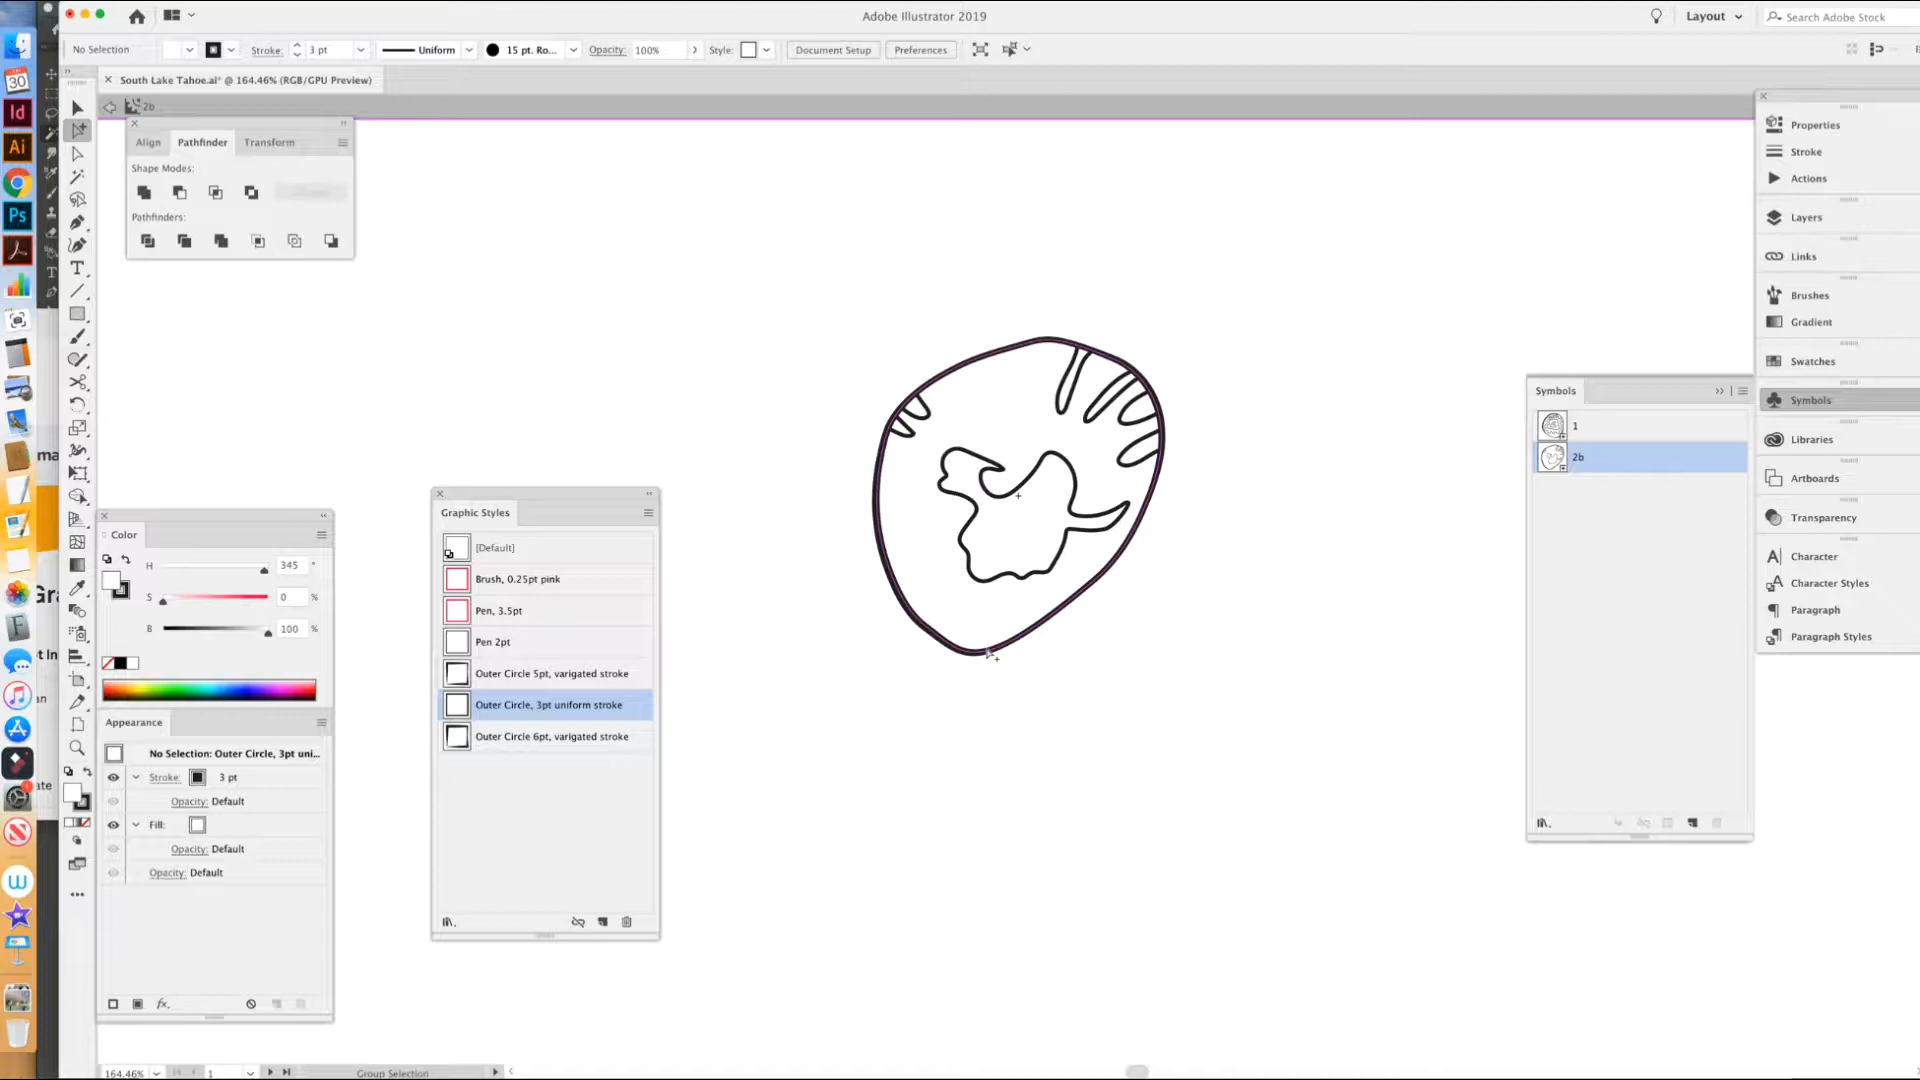 Adobe Illustrator 2019
Layout
Search Adobe Stock
No Selection
Stroke:
3 pt
Uniform
15 pt. Ro...
Opacity:
100%
Style:
Document Setup
Preferences
South Lake Tahoe.ai* @ 164.46% (RGB/GPU Preview)
2b
Align
Pathfinder
Transform
Shape Modes:
Pathfinders:
Properties
Stroke
Actions
Layers
Links
Brushes
Gradient
Swatches
Symbols
Libraries
Artboards
Transparency
Character
Character Styles
Paragraph
Paragraph Styles
Symbols
1
2b
Graphic Styles
[Default]
Brush, 0.25pt pink
Pen, 3.5pt
Pen 2pt
Outer Circle 5pt, varigated stroke
Outer Circle, 3pt uniform stroke
Outer Circle 6pt, varigated stroke
Color
H 345 °
S 0 %
B 100 %
Appearance
No Selection: Outer Circle, 3pt uni...
Stroke: 3 pt
Opacity: Default
Fill:
Opacity: Default
Opacity: Default
fx.
164.46%
1
Group Selection
30
Id
Ai
Ps